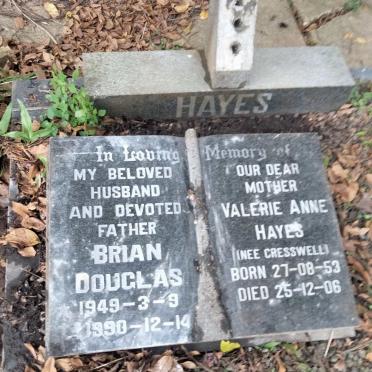 HAYES
In Loving Memory of
MY BELOVED
HUSBAND
AND DEVOTED
FATHER
BRIAN
DOUGLAS
1949-3-9
1990-12-14
OUR DEAR
MOTHER
VALERIE ANNE
HAYES
(NEE CRESSWELL)
BORN 27-08-53
DIED 25-12-06